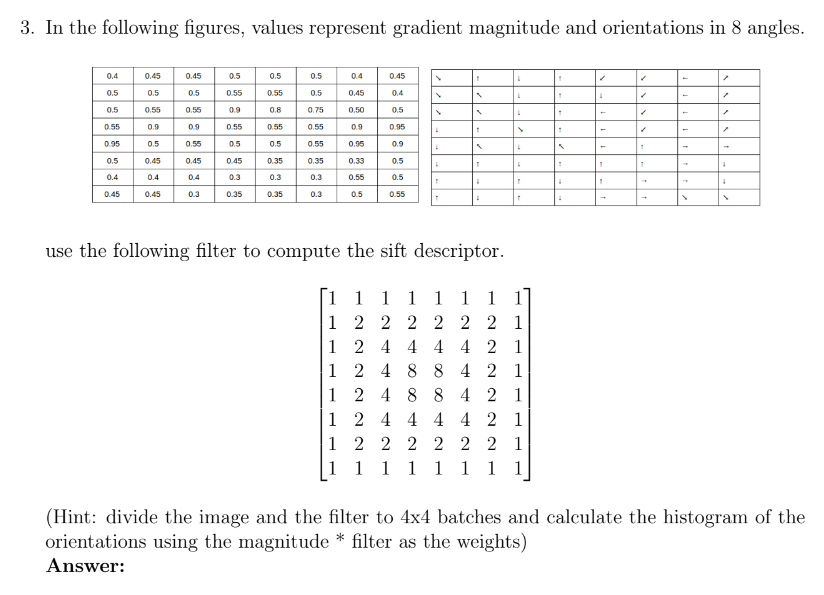 3. In the following figures, values represent gradient magnitude and orientations in 8 angles.
0.4 0.45 0.45 0.5 0.5 0.5 0.4 0.45 ↘ ↑ ↓ ↑ ↙ ↙ ← ↗
0.5 0.5 0.5 0.55 0.55 0.5 0.45 0.4 ↘ ↖ ↓ ↑ ↓ ↙ ← ↗
0.5 0.55 0.55 0.9 0.8 0.75 0.50 0.5 ↘ ↖ ↓ ↑ ← ↙ ← ↗
0.55 0.9 0.9 0.55 0.55 0.55 0.9 0.95 ↓ ↑ ↘ ↑ ← ↙ ← ↗
0.95 0.5 0.55 0.5 0.5 0.55 0.95 0.9 ↓ ↖ ↓ ↖ ← ↑ → →
0.5 0.45 0.45 0.45 0.35 0.35 0.33 0.5 ↓ ↑ ↓ ↑ ↑ ↑ → ↓
0.4 0.4 0.4 0.3 0.3 0.3 0.55 0.5 ↑ ↓ ↑ ↓ ↑ → → ↓
0.45 0.45 0.3 0.35 0.35 0.3 0.5 0.55 ↑ ↓ ↑ ↓ → → ↘ ↘
use the following filter to compute the sift descriptor.
1 1 1 1 1 1 1 1
1 2 2 2 2 2 2 1
1 2 4 4 4 4 2 1
1 2 4 8 8 4 2 1
1 2 4 8 8 4 2 1
1 2 4 4 4 4 2 1
1 2 2 2 2 2 2 1
1 1 1 1 1 1 1 1
(Hint: divide the image and the filter to 4x4 batches and calculate the histogram of the
orientations using the magnitude * filter as the weights)
Answer: